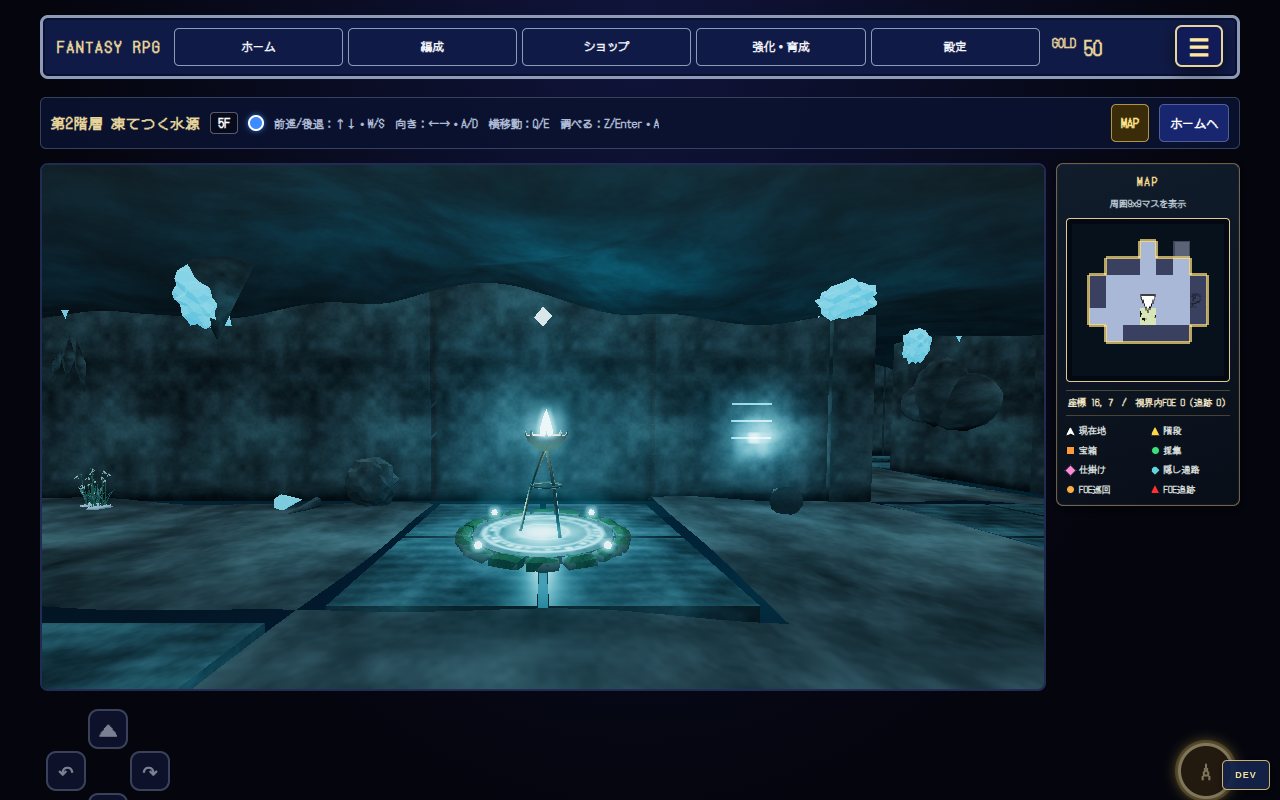 FANTASY RPG
ホーム
編成
ショップ
強化・育成
設定
GOLD 50
第2階層 凍てつく水源
5F
前進/後退：↑↓・W/S 向き：←→・A/D 横移動：Q/E 調べる：Z/Enter・A
MAP
ホームへ
MAP
周囲9x9マスを表示
座標 16, 7 / 視界内FOE 0 (追跡 0)
現在地
階段
宝箱
採集
仕掛け
隠し通路
FOE巡回
FOE追跡
A
DEV